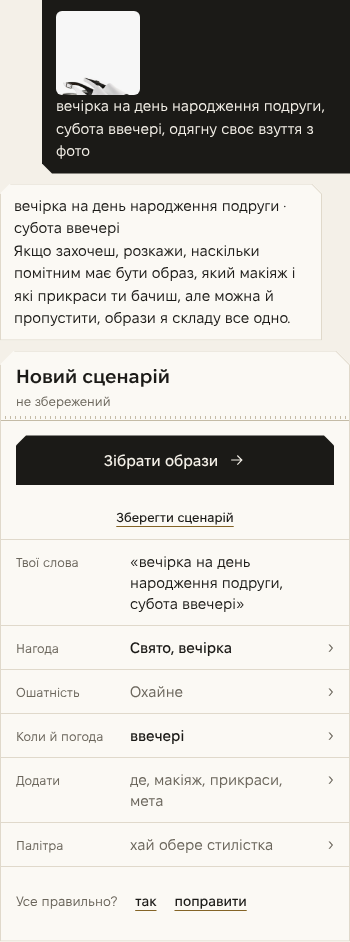 вечірка на день народження подруги,
субота ввечері, одягну своє взуття з
фото
вечірка на день народження подруги ·
субота ввечері
Якщо захочеш, розкажи, наскільки
помітним має бути образ, який макіяж і
які прикраси ти бачиш, але можна й
пропустити, образи я складу все одно.
Новий сценарій
не збережений
Зібрати образи →
Зберегти сценарій
Твої слова «вечірка на день
народження подруги,
субота ввечері»
Нагода Свято, вечірка ›
Ошатність Охайне ›
Коли й погода ввечері ›
Додати де, макіяж, прикраси, ›
мета
Палітра хай обере стилістка ›
Усе правильно? так поправити